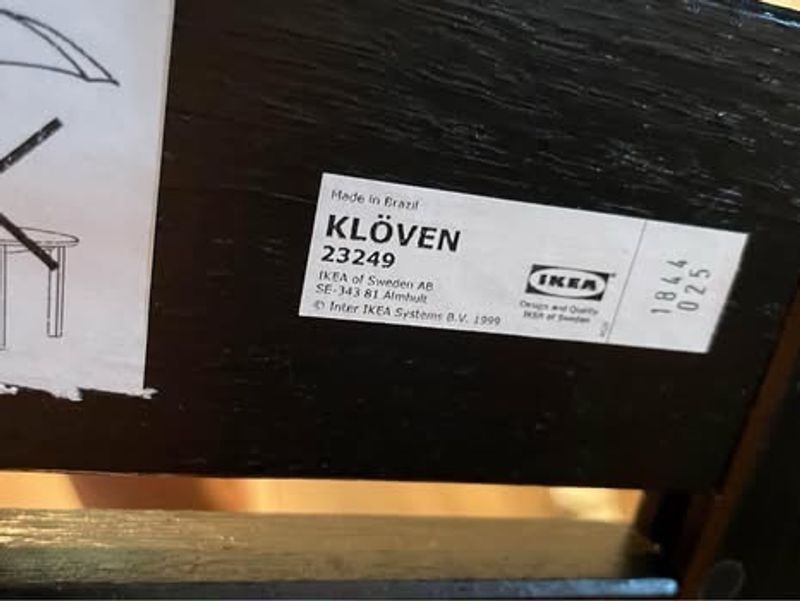 Made in Brazil
KLÖVEN
23249
IKEA of Sweden AB
SE-343 81 Älmhult
© Inter IKEA Systems B.V. 1999
IKEA
Design and Quality
IKEA of Sweden
1844
025